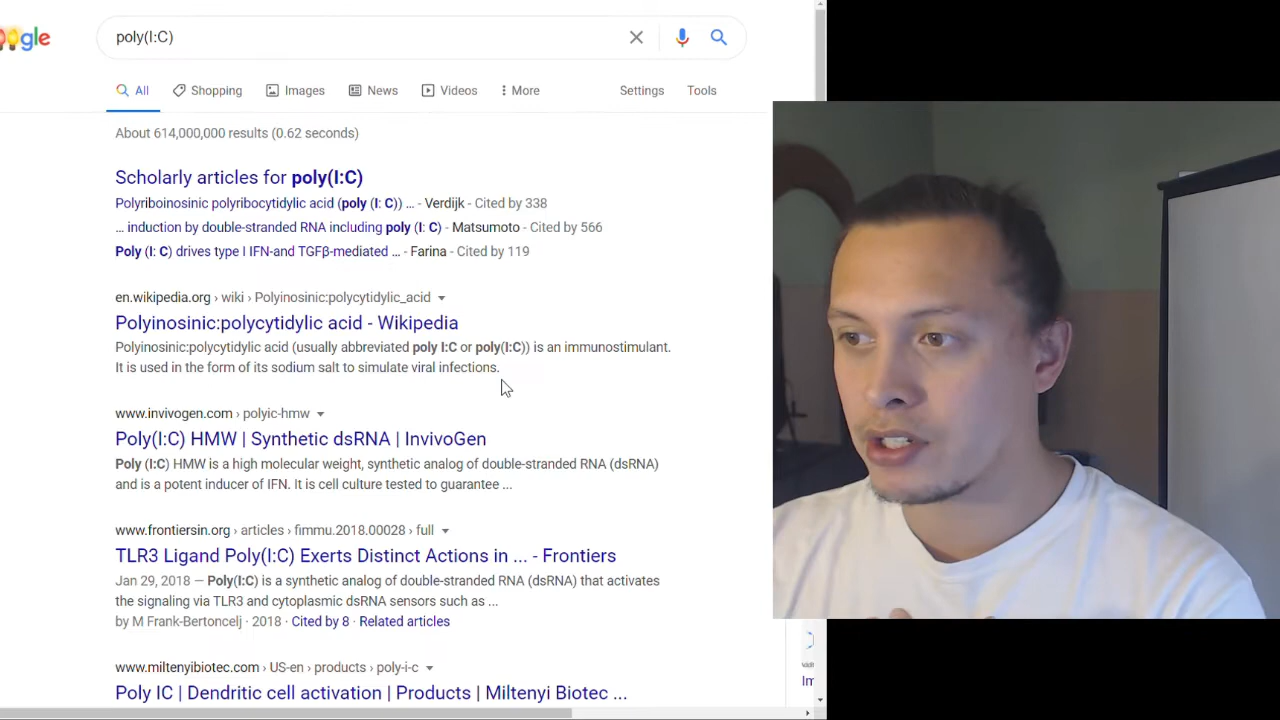 gle
poly(I:C)
All Shopping Images News Videos More Settings Tools
About 614,000,000 results (0.62 seconds)
Scholarly articles for poly(I:C)
Polyriboinosinic polyribocytidylic acid (poly (I: C)) ... - Verdijk - Cited by 338
... induction by double-stranded RNA including poly (I: C) - Matsumoto - Cited by 566
Poly (I: C) drives type I IFN-and TGFβ-mediated ... - Farina - Cited by 119
en.wikipedia.org › wiki › Polyinosinic:polycytidylic_acid
Polyinosinic:polycytidylic acid - Wikipedia
Polyinosinic:polycytidylic acid (usually abbreviated poly I:C or poly(I:C)) is an immunostimulant.
It is used in the form of its sodium salt to simulate viral infections.
www.invivogen.com › polyic-hmw
Poly(I:C) HMW | Synthetic dsRNA | InvivoGen
Poly (I:C) HMW is a high molecular weight, synthetic analog of double-stranded RNA (dsRNA)
and is a potent inducer of IFN. It is cell culture tested to guarantee ...
www.frontiersin.org › articles › fimmu.2018.00028 › full
TLR3 Ligand Poly(I:C) Exerts Distinct Actions in ... - Frontiers
Jan 29, 2018 — Poly(I:C) is a synthetic analog of double-stranded RNA (dsRNA) that activates
the signaling via TLR3 and cytoplasmic dsRNA sensors such as ...
by M Frank-Bertoncelj · 2018 · Cited by 8 · Related articles
www.miltenyibiotec.com › US-en › products › poly-i-c
Poly IC | Dendritic cell activation | Products | Miltenyi Biotec ...